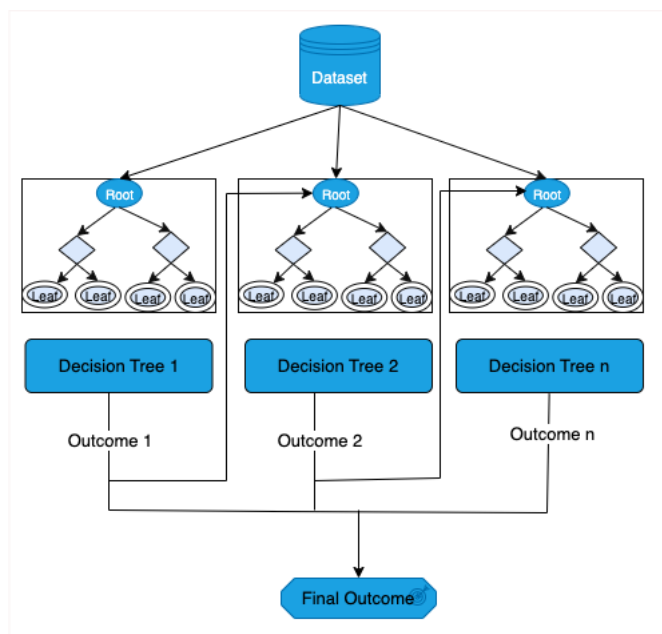 Dataset
Root
Root
Root
Leaf
Leaf
Leaf
Leaf
Leaf
Leaf
Leaf
Leaf
Leaf
Leaf
Leaf
Leaf
Decision Tree 1
Decision Tree 2
Decision Tree n
Outcome 1
Outcome 2
Outcome n
Final Outcome